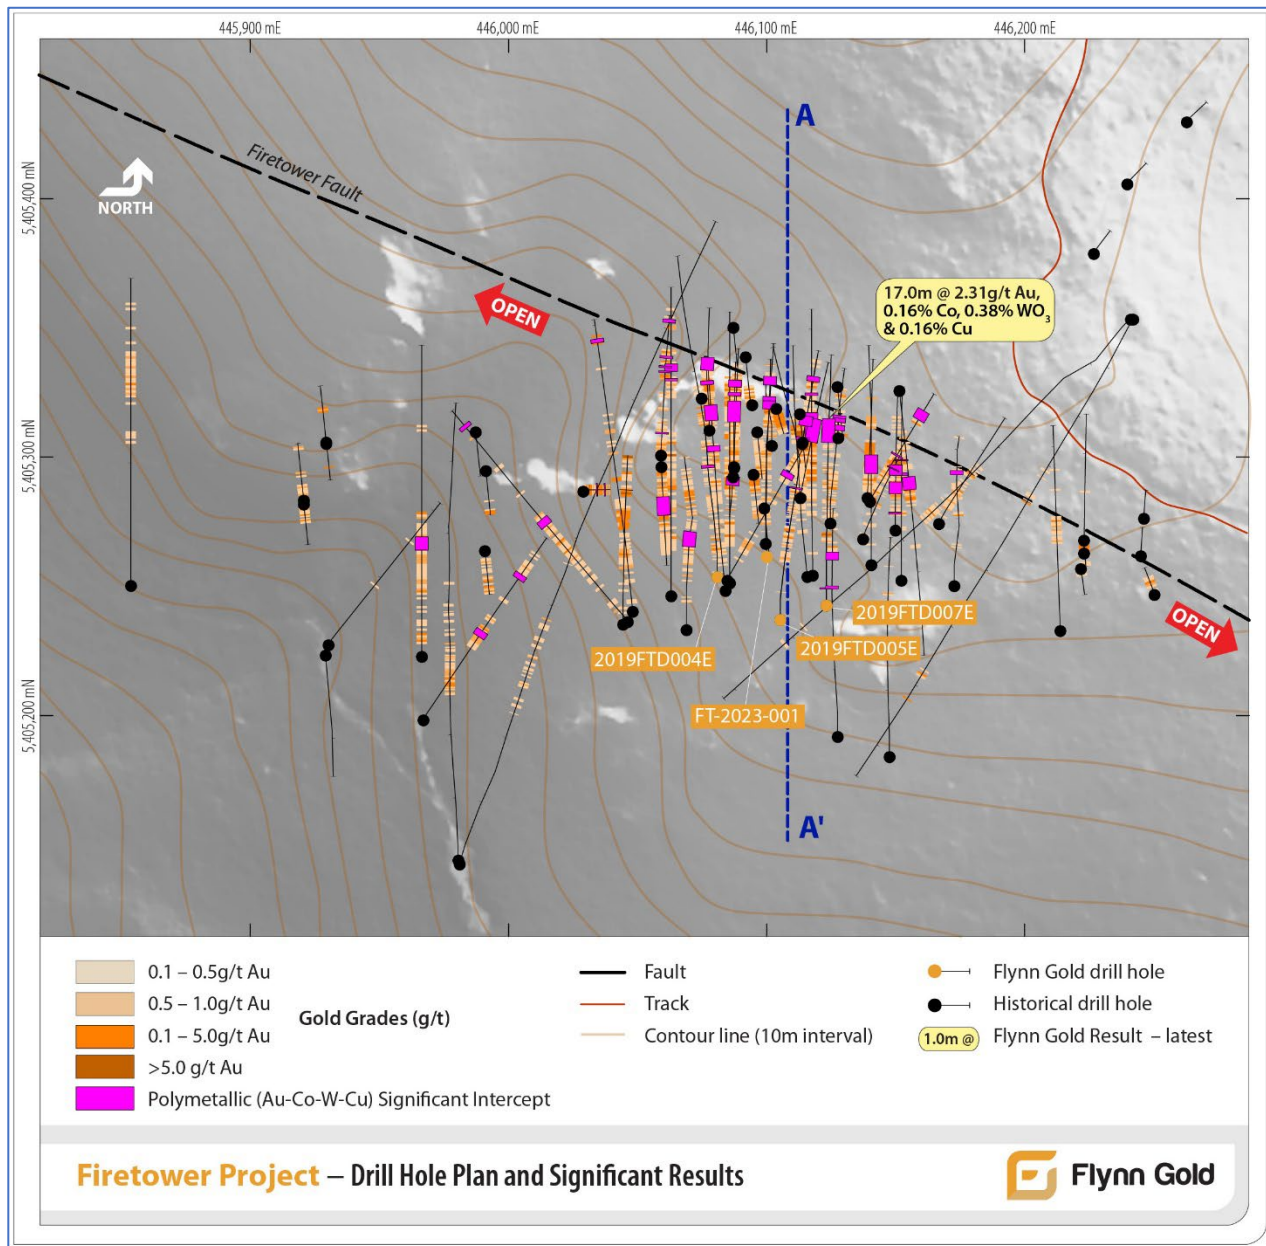 445,900 mE
446,000 mE
446,100 mE
446,200 mE
5,405,400 mN
5,405,300 mN
5,405,200 mN
NORTH
Firetower Fault
OPEN
A
17.0m @ 2.31g/t Au,
0.16% Co, 0.38% WO₃
& 0.16% Cu
OPEN
2019FTD007E
2019FTD005E
2019FTD004E
FT-2023-001
A'
0.1 – 0.5g/t Au
0.5 – 1.0g/t Au
0.1 – 5.0g/t Au
>5.0 g/t Au
Polymetallic (Au-Co-W-Cu) Significant Intercept
Gold Grades (g/t)
Fault
Track
Contour line (10m interval)
Flynn Gold drill hole
Historical drill hole
1.0m @ Flynn Gold Result – latest
Firetower Project – Drill Hole Plan and Significant Results
Flynn Gold